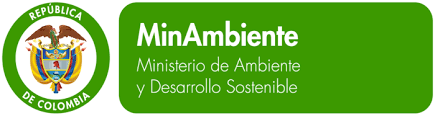 REPÚBLICA
DE COLOMBIA
MinAmbiente
Ministerio de Ambiente
y Desarrollo Sostenible